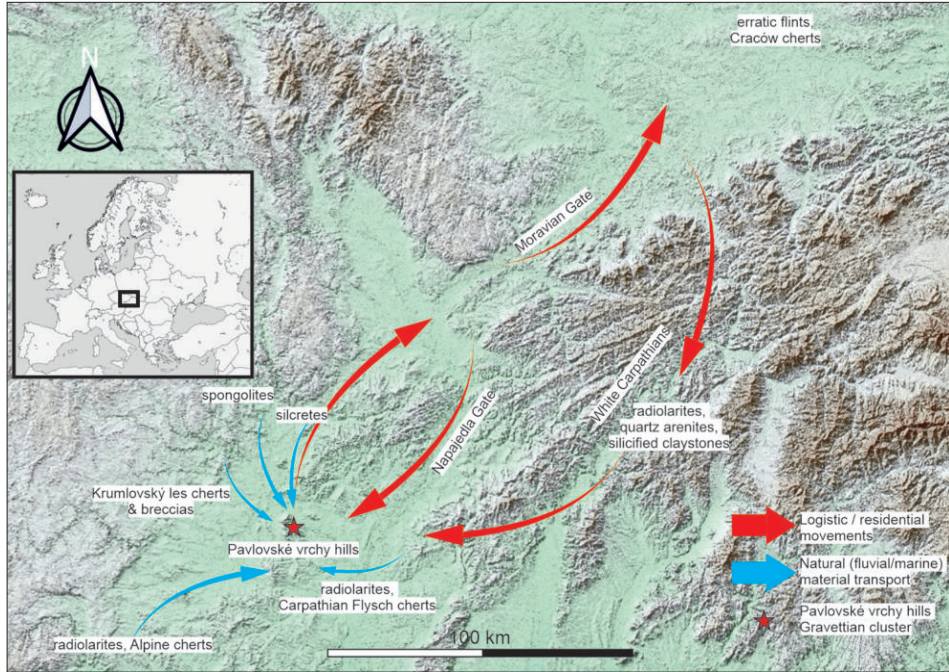 erratic flints,
Craców cherts
N
Moravian Gate
White Carpathians
Napajedla Gate
spongolites
silcretes
radiolarites,
quartz arenites,
silicified claystones
Krumlovský les cherts
& breccias
Pavlovské vrchy hills
radiolarites,
Carpathian Flysch cherts
radiolarites, Alpine cherts
100 km
Logistic / residential
movements
Natural (fluvial/marine)
material transport
Pavlovské vrchy hills
Gravettian cluster